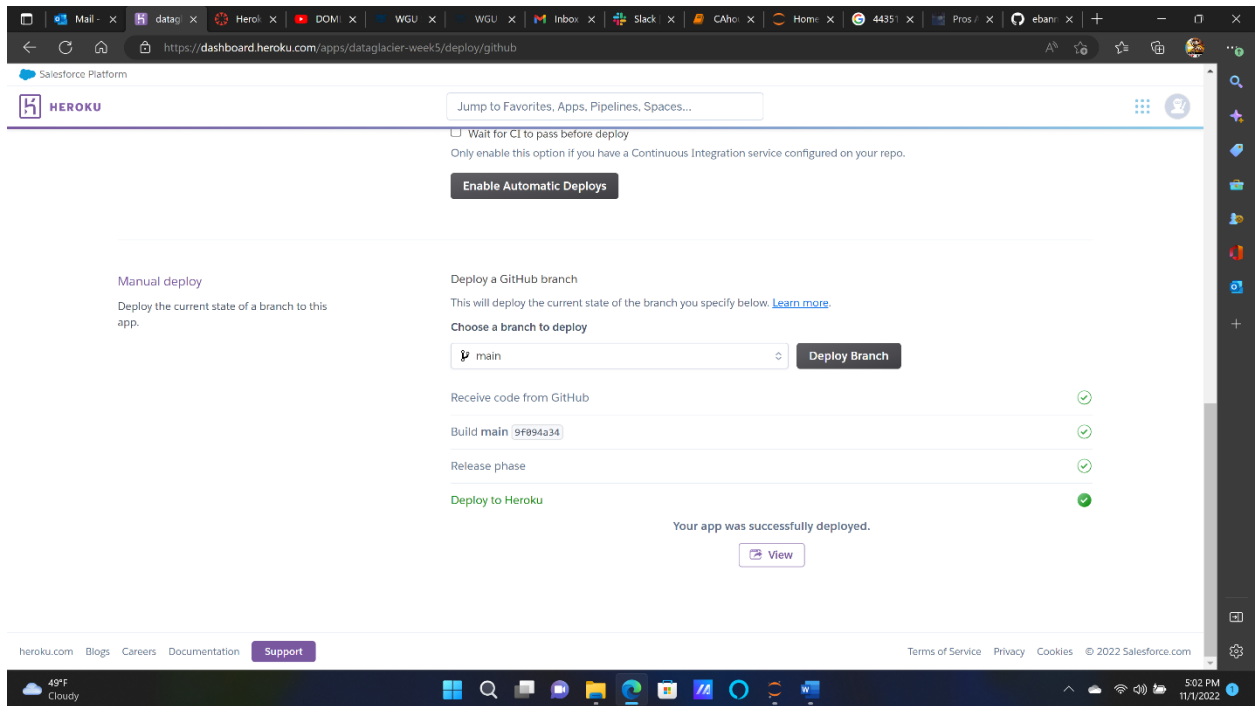 Mail -
datagl
Herok
DOMI
WGU
WGU
Inbox
Slack
CAhor
Home
44351
Pros /
ebann
https://dashboard.heroku.com/apps/dataglacier-week5/deploy/github
Salesforce Platform
HEROKU
Jump to Favorites, Apps, Pipelines, Spaces...
Wait for CI to pass before deploy
Only enable this option if you have a Continuous Integration service configured on your repo.
Enable Automatic Deploys
Manual deploy
Deploy the current state of a branch to this
app.
Deploy a GitHub branch
This will deploy the current state of the branch you specify below. Learn more.
Choose a branch to deploy
main
Deploy Branch
Receive code from GitHub
Build main 9f094a34
Release phase
Deploy to Heroku
Your app was successfully deployed.
View
heroku.com Blogs Careers Documentation Support
Terms of Service Privacy Cookies © 2022 Salesforce.com
49°F
Cloudy
5:02 PM
11/1/2022
1